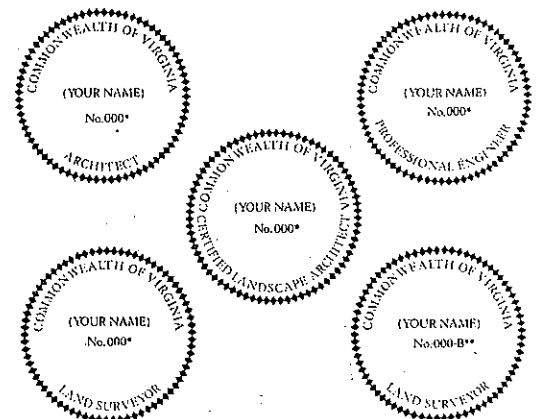 COMMONWEALTH OF VIRGINIA
(YOUR NAME)
No.000*
ARCHITECT
COMMONWEALTH OF VIRGINIA
(YOUR NAME)
No.000*
PROFESSIONAL ENGINEER
COMMONWEALTH OF VIRGINIA
(YOUR NAME)
No.000*
CERTIFIED LANDSCAPE ARCHITECT
COMMONWEALTH OF VIRGINIA
(YOUR NAME)
No.000*
LAND SURVEYOR
COMMONWEALTH OF VIRGINIA
(YOUR NAME)
No.000-B**
LAND SURVEYOR